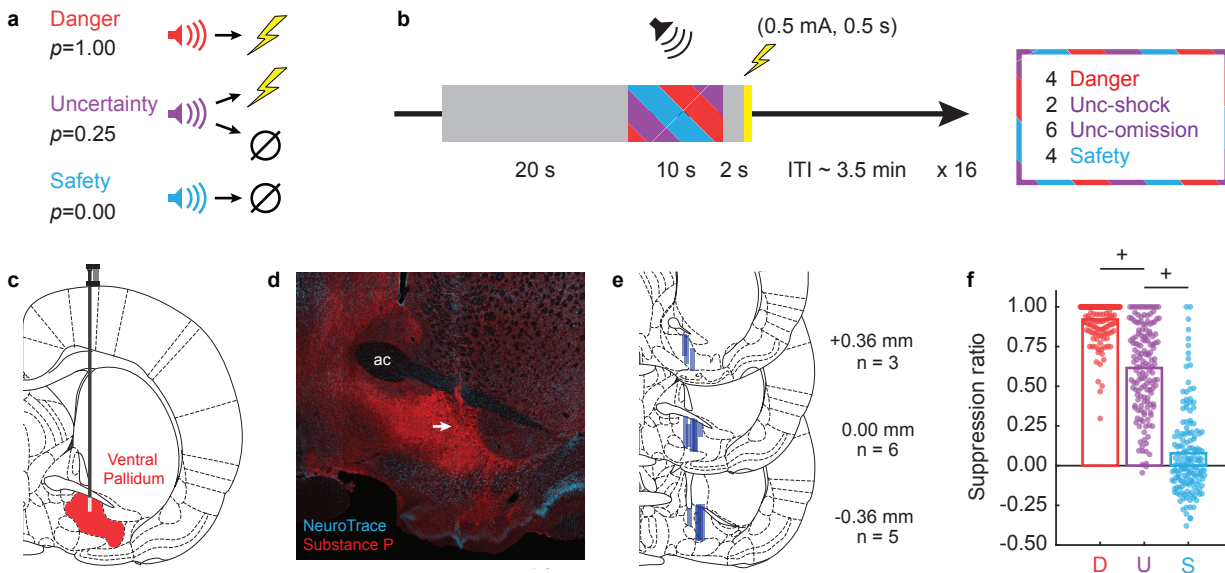 a
Danger
p=1.00
Uncertainty
p=0.25
Safety
p=0.00
b
(0.5 mA, 0.5 s)
20 s
10 s
2 s
ITI ~ 3.5 min
x 16
4 Danger
2 Unc-shock
6 Unc-omission
4 Safety
c
Ventral
Pallidum
d
ac
NeuroTrace
Substance P
e
+0.36 mm
n = 3
0.00 mm
n = 6
-0.36 mm
n = 5
f
+
+
Suppression ratio
1.00
0.75
0.50
0.25
0.00
-0.25
-0.50
D U S